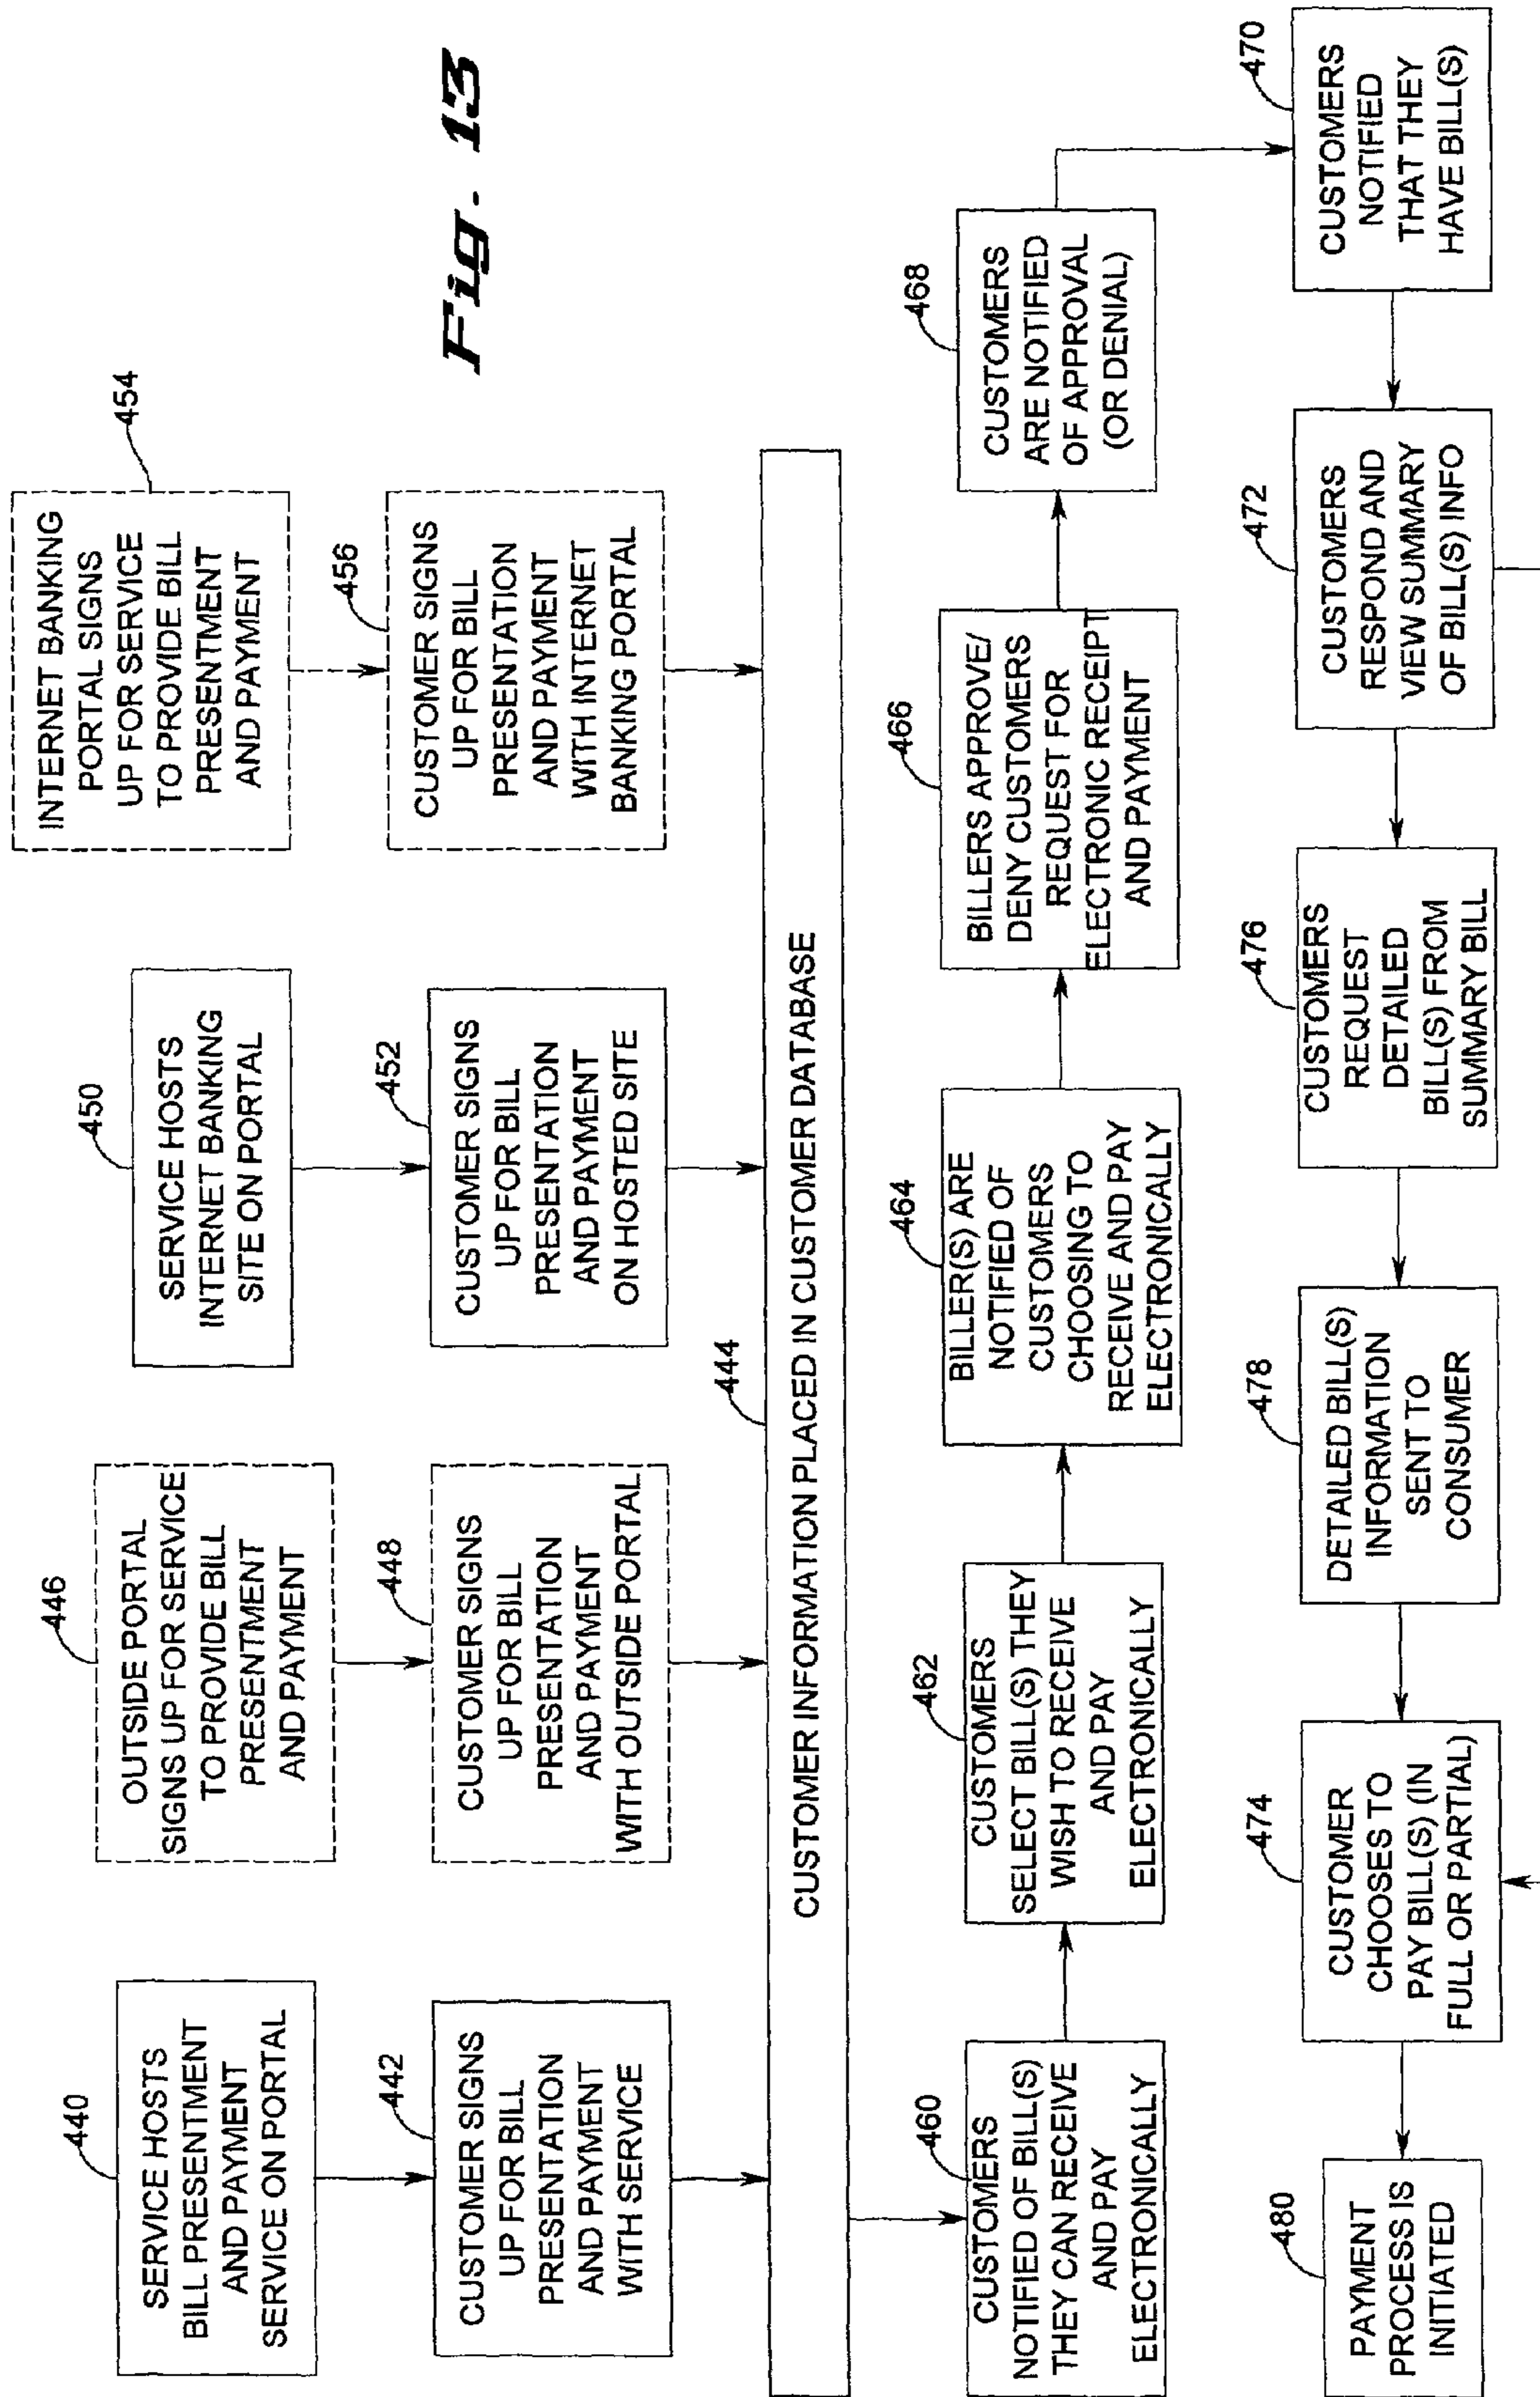 Fig. 13
440
SERVICE HOSTS
BILL PRESENTMENT
AND PAYMENT
SERVICE ON PORTAL
446
OUTSIDE PORTAL
SIGNS UP FOR SERVICE
TO PROVIDE BILL
PRESENTMENT
AND PAYMENT
450
SERVICE HOSTS
INTERNET BANKING
SITE ON PORTAL
454
INTERNET BANKING
PORTAL SIGNS
UP FOR SERVICE
TO PROVIDE BILL
PRESENTMENT
AND PAYMENT
442
CUSTOMER SIGNS
UP FOR BILL
PRESENTATION
AND PAYMENT
WITH SERVICE
448
CUSTOMER SIGNS
UP FOR BILL
PRESENTATION
AND PAYMENT
WITH OUTSIDE PORTAL
452
CUSTOMER SIGNS
UP FOR BILL
PRESENTATION
AND PAYMENT
ON HOSTED SITE
456
CUSTOMER SIGNS
UP FOR BILL
PRESENTATION
AND PAYMENT
WITH INTERNET
BANKING PORTAL
444
CUSTOMER INFORMATION PLACED IN CUSTOMER DATABASE
460
CUSTOMERS
NOTIFIED OF BILL(S)
THEY CAN RECEIVE
AND PAY
ELECTRONICALLY
462
CUSTOMERS
SELECT BILL(S) THEY
WISH TO RECEIVE
AND PAY
ELECTRONICALLY
464
BILLER(S) ARE
NOTIFIED OF
CUSTOMERS
CHOOSING TO
RECEIVE AND PAY
ELECTRONICALLY
466
BILLERS APPROVE/
DENY CUSTOMERS
REQUEST FOR
ELECTRONIC RECEIPT
AND PAYMENT
468
CUSTOMERS
ARE NOTIFIED
OF APPROVAL
(OR DENIAL)
470
CUSTOMERS
NOTIFIED
THAT THEY
HAVE BILL(S)
472
CUSTOMERS
RESPOND AND
VIEW SUMMARY
OF BILL(S) INFO
476
CUSTOMERS
REQUEST
DETAILED
BILL(S) FROM
SUMMARY BILL
478
DETAILED BILL(S)
INFORMATION
SENT TO
CONSUMER
474
CUSTOMER
CHOOSES TO
PAY BILL(S) (IN
FULL OR PARTIAL)
480
PAYMENT
PROCESS IS
INITIATED